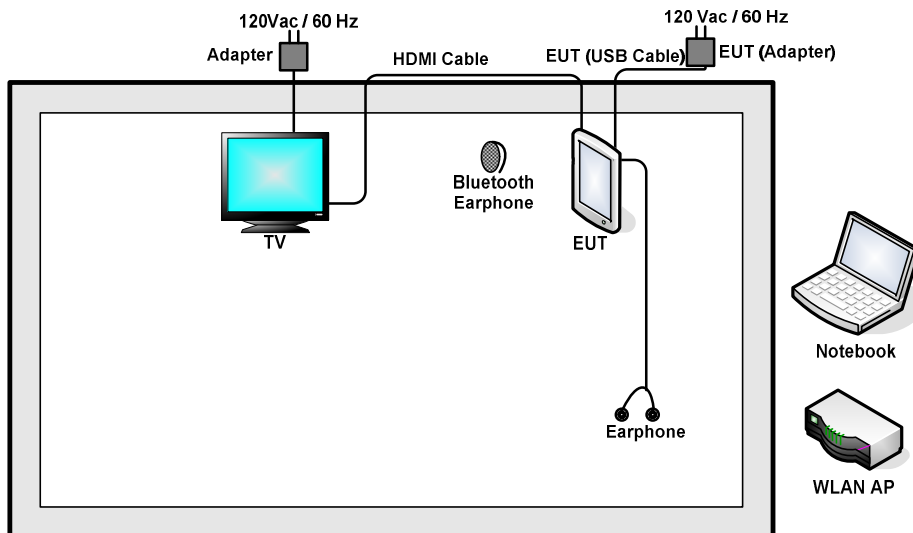 120Vac / 60 Hz
120 Vac / 60 Hz
Adapter
HDMI Cable
EUT (USB Cable)
EUT (Adapter)
Bluetooth
Earphone
TV
EUT
Notebook
Earphone
WLAN AP